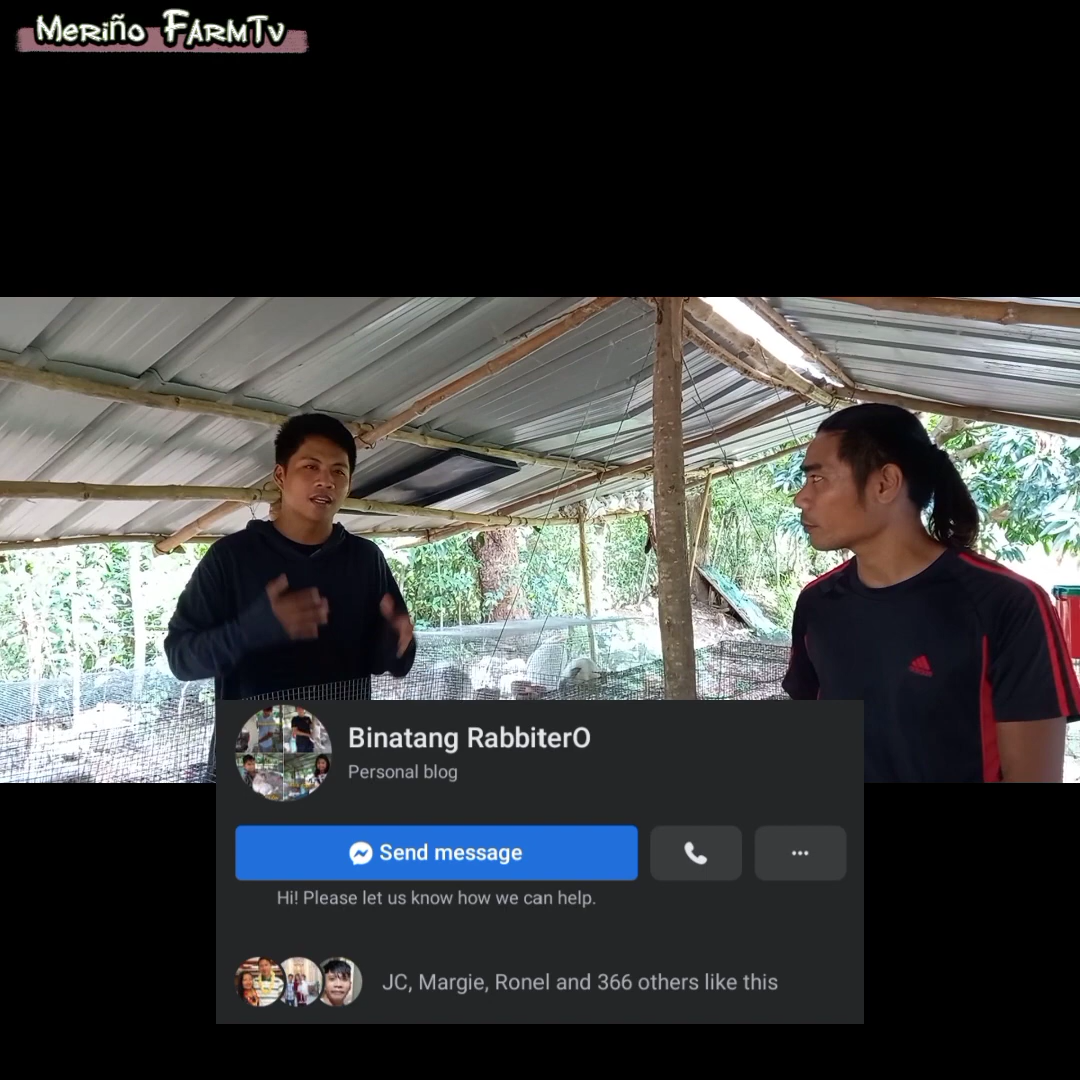 Meriño FarmTv
Binatang RabbiterO
Personal blog
Send message
Hi! Please let us know how we can help.
JC, Margie, Ronel and 366 others like this